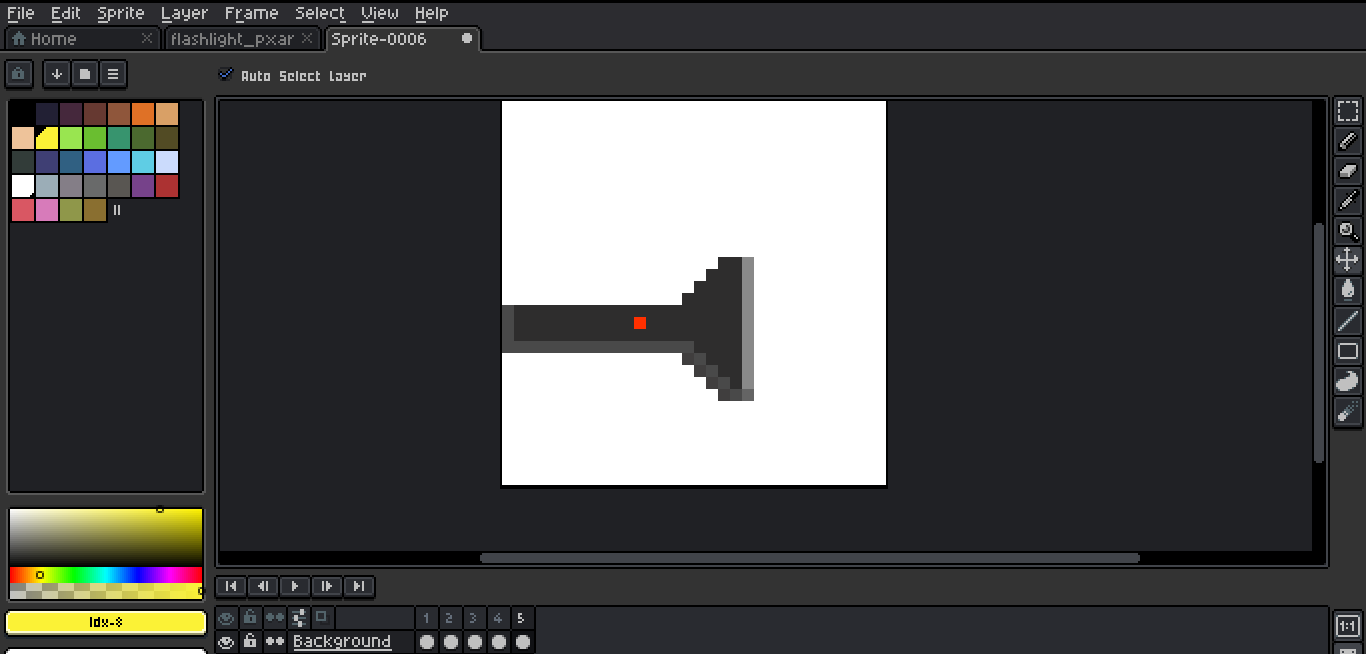 File Edit Sprite Layer Frame Select View Help
Home flashlight_pxar Sprite-0006
Auto Select Layer
Idx-8
1 2 3 4 5
Background
1:1